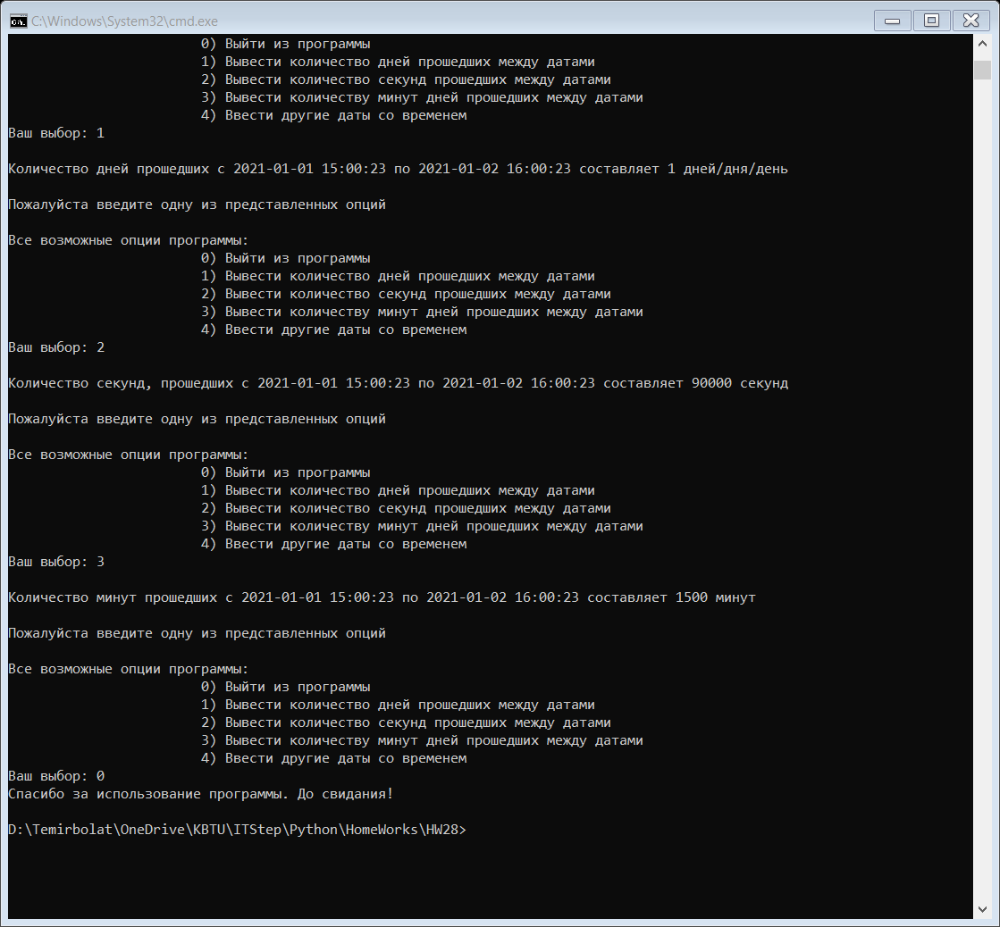 C:\Windows\System32\cmd.exe
0) Выйти из программы
1) Вывести количество дней прошедших между датами
2) Вывести количество секунд прошедших между датами
3) Вывести количеству минут дней прошедших между датами
4) Ввести другие даты со временем
Ваш выбор: 1
Количество дней прошедших с 2021-01-01 15:00:23 по 2021-01-02 16:00:23 составляет 1 дней/дня/день
Пожалуйста введите одну из представленных опций
Все возможные опции программы:
0) Выйти из программы
1) Вывести количество дней прошедших между датами
2) Вывести количество секунд прошедших между датами
3) Вывести количеству минут дней прошедших между датами
4) Ввести другие даты со временем
Ваш выбор: 2
Количество секунд, прошедших с 2021-01-01 15:00:23 по 2021-01-02 16:00:23 составляет 90000 секунд
Пожалуйста введите одну из представленных опций
Все возможные опции программы:
0) Выйти из программы
1) Вывести количество дней прошедших между датами
2) Вывести количество секунд прошедших между датами
3) Вывести количеству минут дней прошедших между датами
4) Ввести другие даты со временем
Ваш выбор: 3
Количество минут прошедших с 2021-01-01 15:00:23 по 2021-01-02 16:00:23 составляет 1500 минут
Пожалуйста введите одну из представленных опций
Все возможные опции программы:
0) Выйти из программы
1) Вывести количество дней прошедших между датами
2) Вывести количество секунд прошедших между датами
3) Вывести количеству минут дней прошедших между датами
4) Ввести другие даты со временем
Ваш выбор: 0
Спасибо за использование программы. До свидания!
D:\Temirbolat\OneDrive\KBTU\ITStep\Python\HomeWorks\HW28>